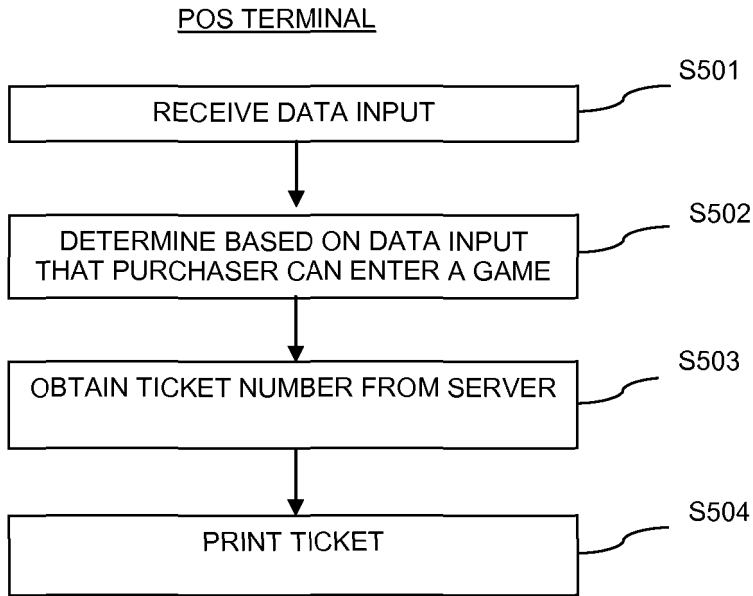 POS TERMINAL
S501
RECEIVE DATA INPUT
S502
DETERMINE BASED ON DATA INPUT
THAT PURCHASER CAN ENTER A GAME
S503
OBTAIN TICKET NUMBER FROM SERVER
S504
PRINT TICKET